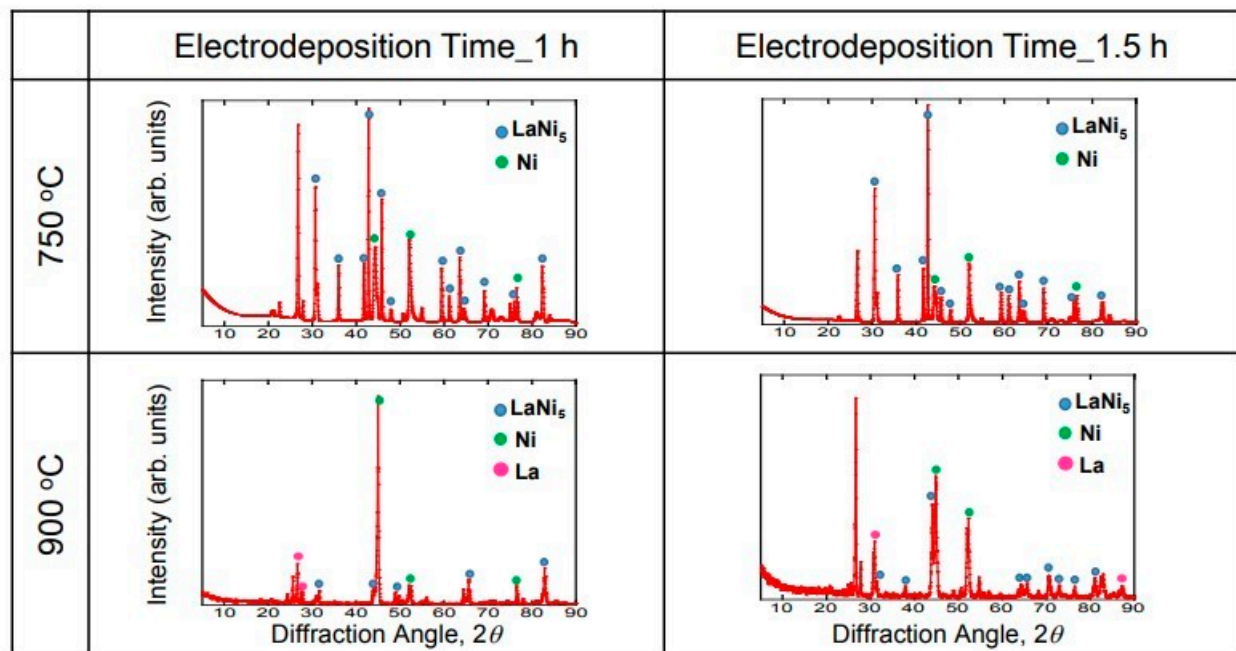 Electrodeposition Time_1 h
Electrodeposition Time_1.5 h
750 ºC
Intensity (arb. units)
LaNi5
Ni
10 20 30 40 50 60 70 80 90
LaNi5
Ni
10 20 30 40 50 60 70 80 90
900 ºC
Intensity (arb. units)
LaNi5
Ni
La
10 20 30 40 50 60 70 80 90
Diffraction Angle, 2θ
LaNi5
Ni
La
10 20 30 40 50 60 70 80 90
Diffraction Angle, 2θ